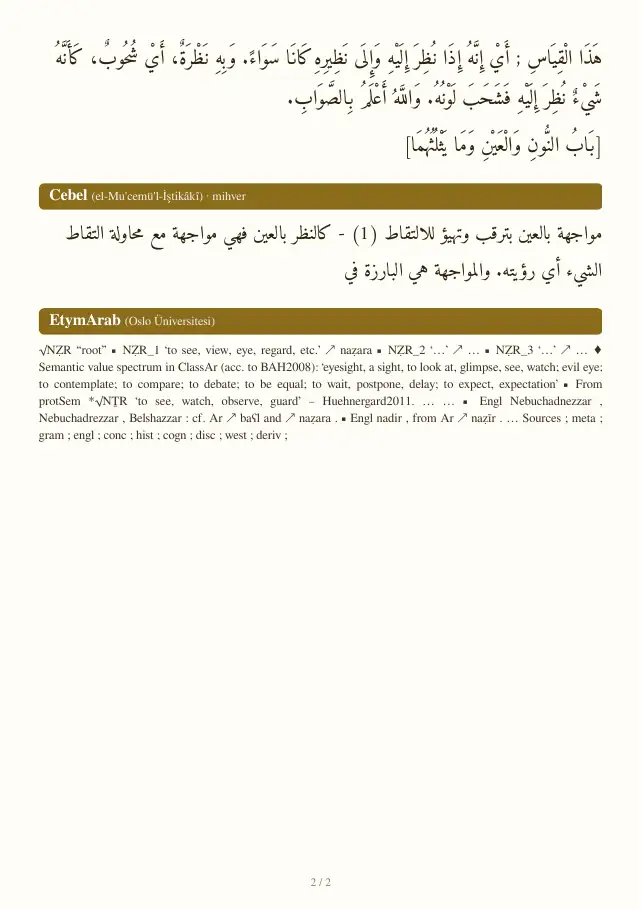 هَذَا الْقِيَاسِ ; أَيْ إِنَّهُ إِذَا نُظِرَ إِلَيْهِ وَإِلَى نَظِيرِهِ كَانَا سَوَاءً. وَبِهِ نَظْرَةٌ، أَيْ شُحُوبٌ، كَأَنَّهُ
شَيْءٌ نُظِرَ إِلَيْهِ فَشَحَبَ لَوْنُهُ. وَاللَّهُ أَعْلَمُ بِالصَّوَابِ.
[بَابُ النُّونِ وَالْعَيْنِ وَمَا يَثْلُثُهُمَا]
Cebel (el-Mu'cemü'l-İştikâkî) · mihver
مواجهة بالعين بترقب وتهيؤ للالتقاط (1) - كالنظر بالعين فهي مواجهة مع محاولة التقاط
الشيء أي رؤيته. والمواجهة هي البارزة في
EtymArab (Oslo Üniversitesi)
√NẒR “root” ▪ NẒR_1 ‘to see, view, eye, regard, etc.’ ↗ naẓara ▪ NẒR_2 ‘…’ ↗ … ▪ NẒR_3 ‘…’ ↗ … ♦
Semantic value spectrum in ClassAr (acc. to BAH2008): ‘eyesight, a sight, to look at, glimpse, see, watch; evil eye;
to contemplate; to compare; to debate; to be equal; to wait, postpone, delay; to expect, expectation’ ▪ From
protSem *√NṮ̣R ‘to see, watch, observe, guard’ – Huehnergard2011. … … ▪ Engl Nebuchadnezzar ,
Nebuchadrezzar , Belshazzar : cf. Ar ↗ baʕl and ↗ naẓara . ▪ Engl nadir , from Ar ↗ naẓīr . … Sources ; meta ;
gram ; engl ; conc ; hist ; cogn ; disc ; west ; deriv ;
2 / 2